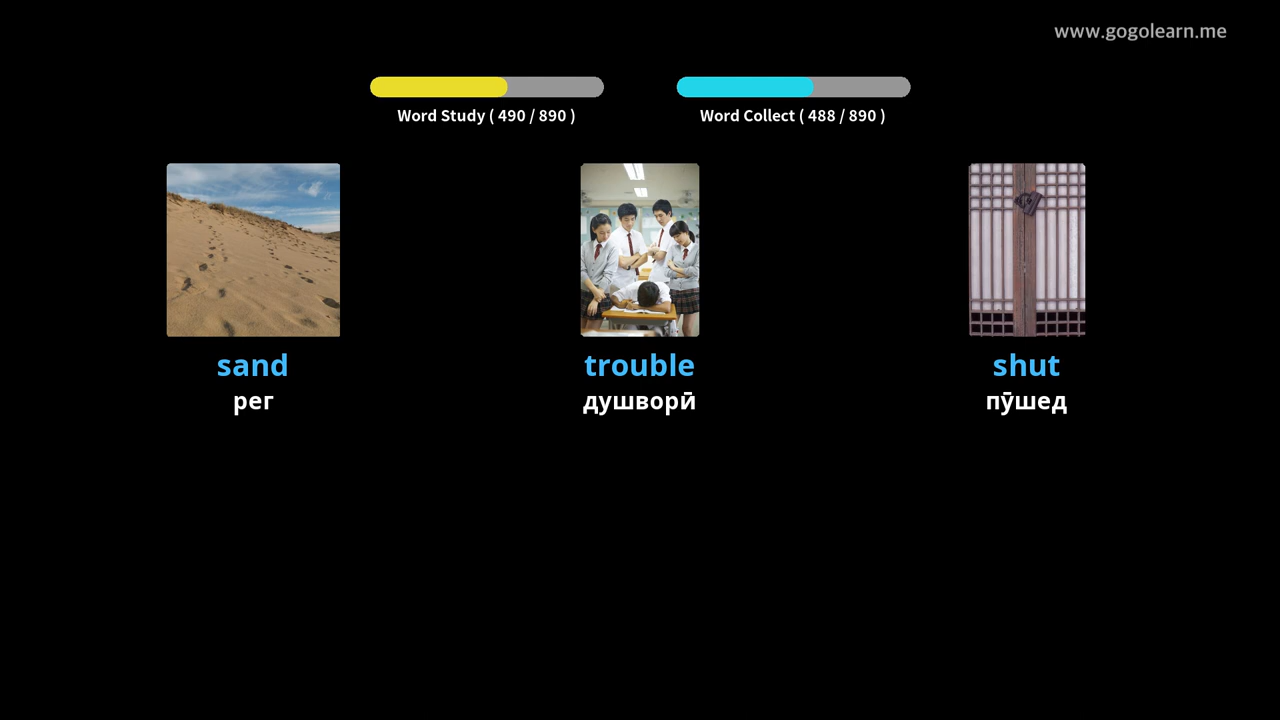 www.gogolearn.me
Word Study ( 490 / 890 )
Word Collect ( 488 / 890 )
sand
рег
trouble
душворӣ
shut
пӯшед